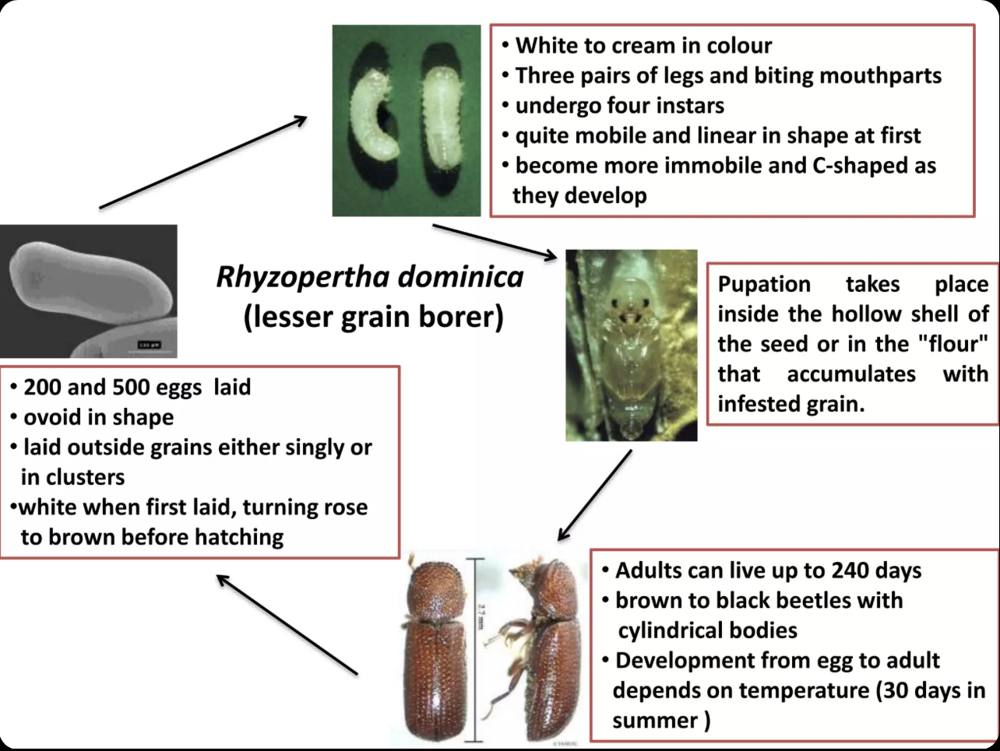 • White to cream in colour
• Three pairs of legs and biting mouthparts
• undergo four instars
• quite mobile and linear in shape at first
• become more immobile and C-shaped as
they develop
Rhyzopertha dominica
(lesser grain borer)
Pupation takes place
inside the hollow shell of
the seed or in the "flour"
that accumulates with
infested grain.
• 200 and 500 eggs laid
• ovoid in shape
• laid outside grains either singly or
in clusters
•white when first laid, turning rose
to brown before hatching
2.7 mm
• Adults can live up to 240 days
• brown to black beetles with
cylindrical bodies
• Development from egg to adult
depends on temperature (30 days in
summer )